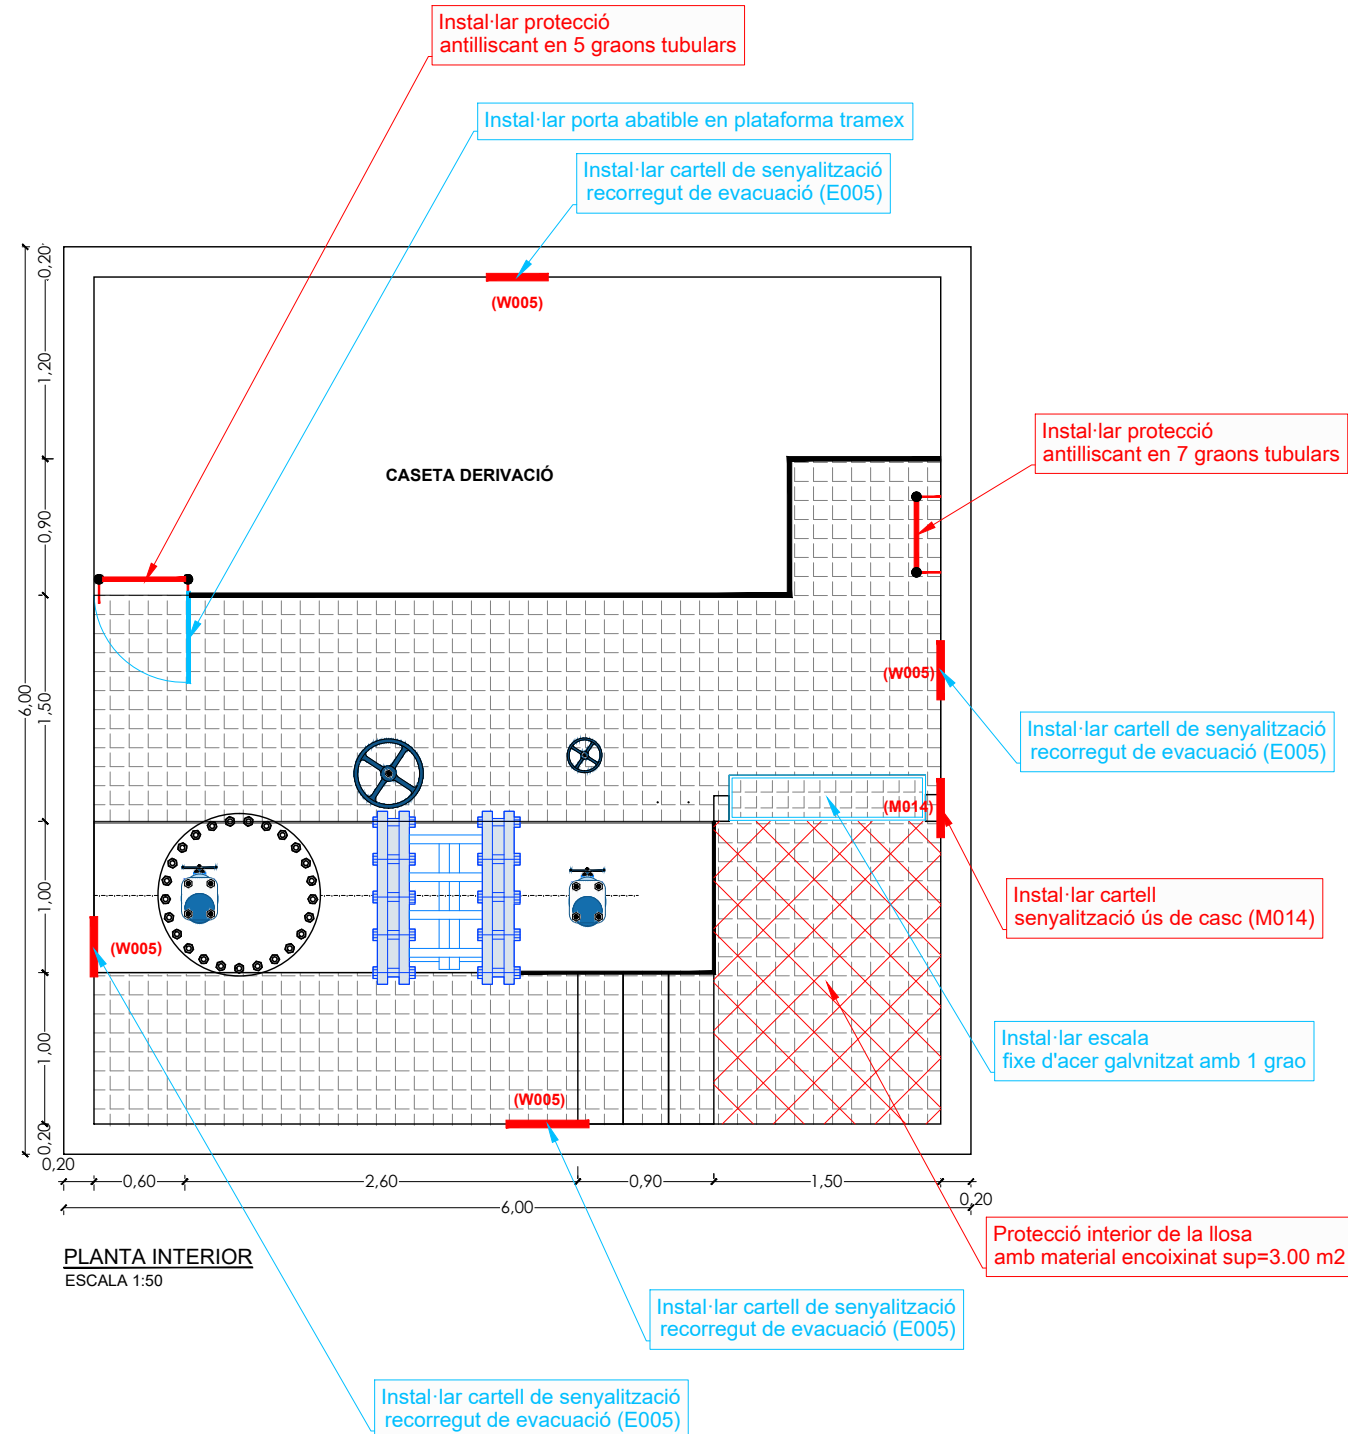 Instal·lar protecció
antilliscant en 5 graons tubulars
Instal·lar porta abatible en plataforma tramex
Instal·lar cartell de senyalització
recorregut de evacuació (E005)
0,20
(W005)
1,20
Instal·lar protecció
antilliscant en 7 graons tubulars
CASETA DERIVACIÓ
0,90
(W005)
6,00
1,50
Instal·lar cartell de senyalització
recorregut de evacuació (E005)
(M014)
1,00
Instal·lar cartell
senyalització ús de casc (M014)
(W005)
Instal·lar escala
fixe d'acer galvnitzat amb 1 grao
1,00
(W005)
0,20
0,20
0,60
2,60
0,90
1,50
0,20
6,00
Protecció interior de la llosa
amb material encoixinat sup=3.00 m2
PLANTA INTERIOR
ESCALA 1:50
Instal·lar cartell de senyalització
recorregut de evacuació (E005)
Instal·lar cartell de senyalització
recorregut de evacuació (E005)